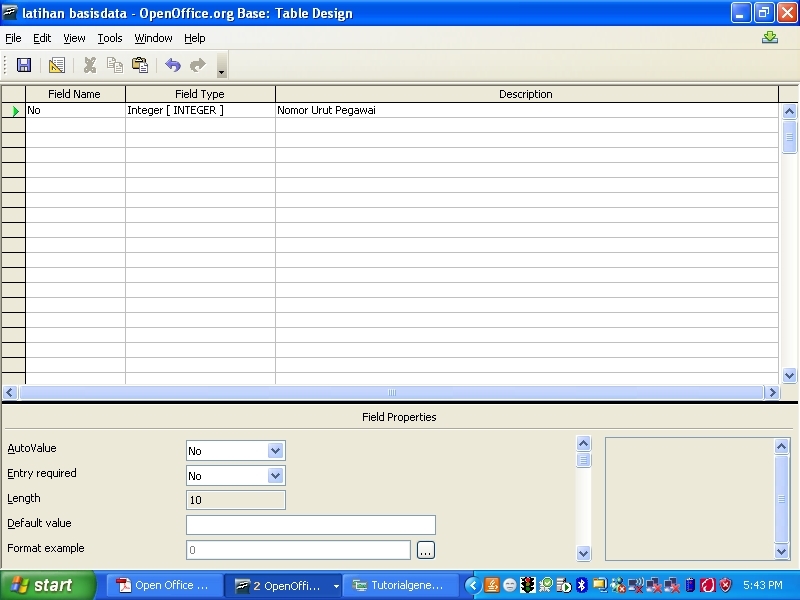 latihan basisdata - OpenOffice.org Base: Table Design
File Edit View Tools Window Help
Field Name Field Type Description
No Integer [ INTEGER ] Nomor Urut Pegawai
Field Properties
AutoValue No
Entry required No
Length 10
Default value
Format example 0 ...
start Open Office ... 2 OpenOffi... Tutorialgene... 5:43 PM